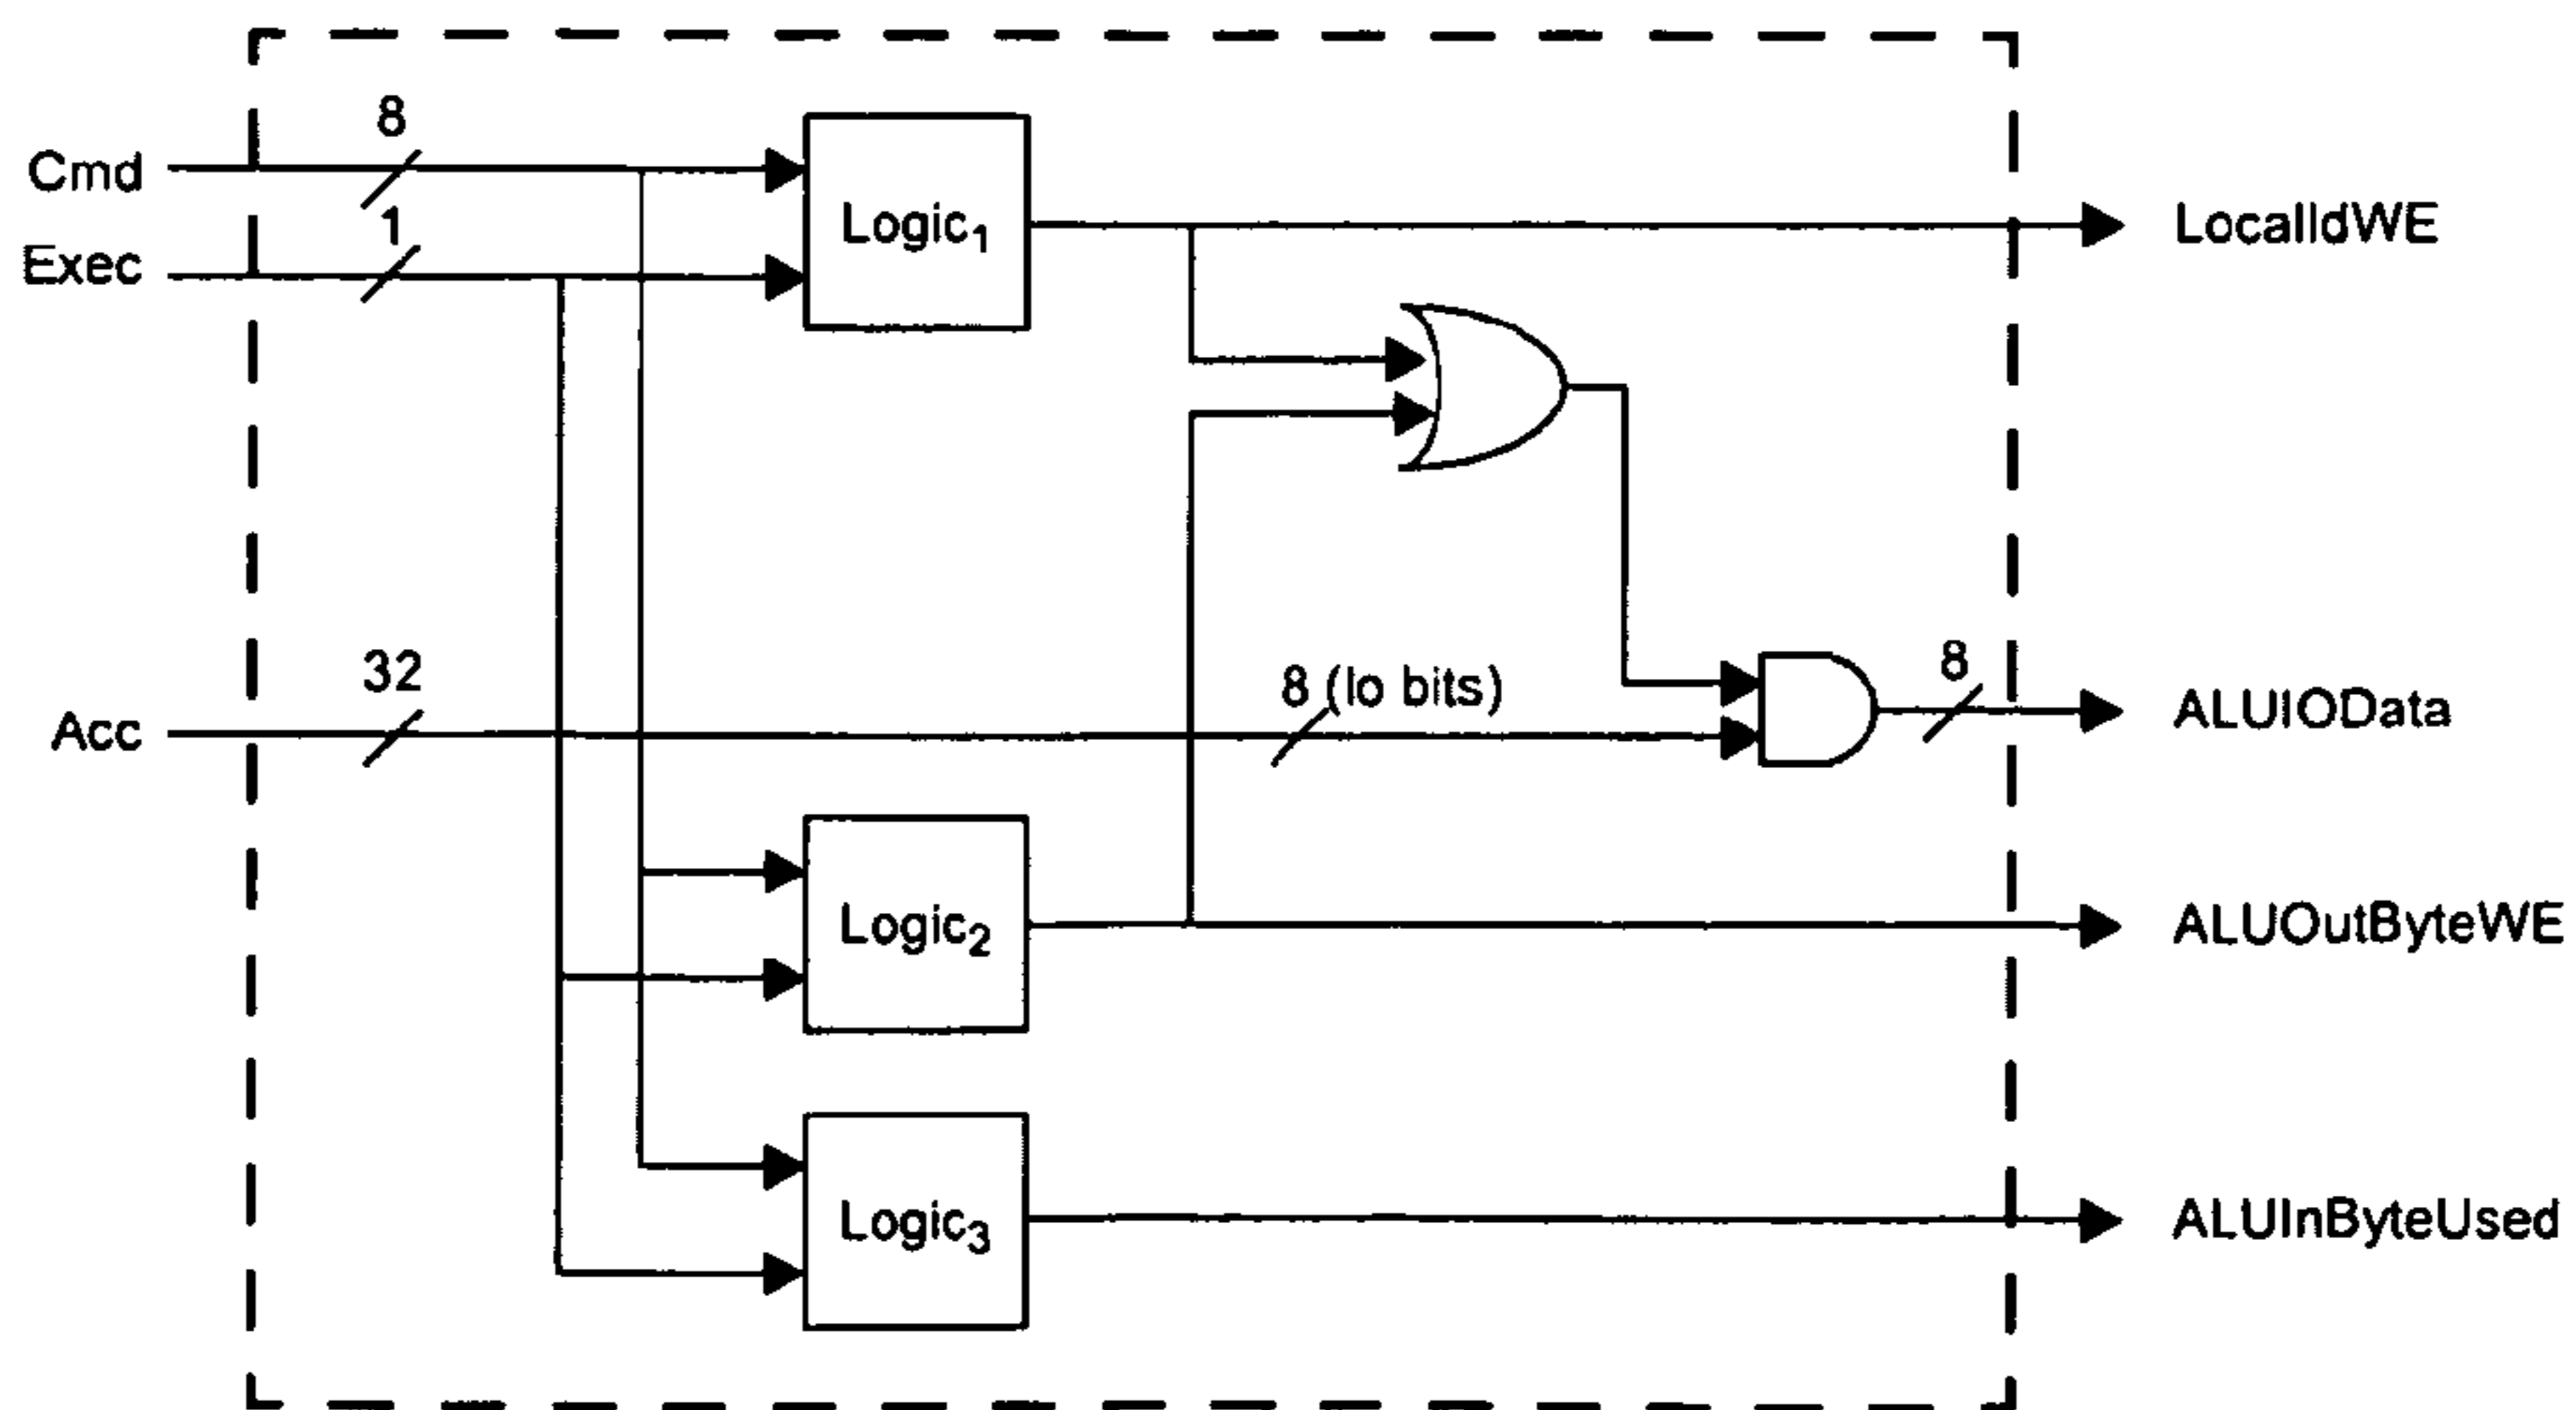 8
Cmd
1
Exec
Logic₁
LocalIdWE
32
Acc
8 (lo bits)
8
ALUIOData
Logic₂
ALUOutByteWE
Logic₃
ALUInByteUsed